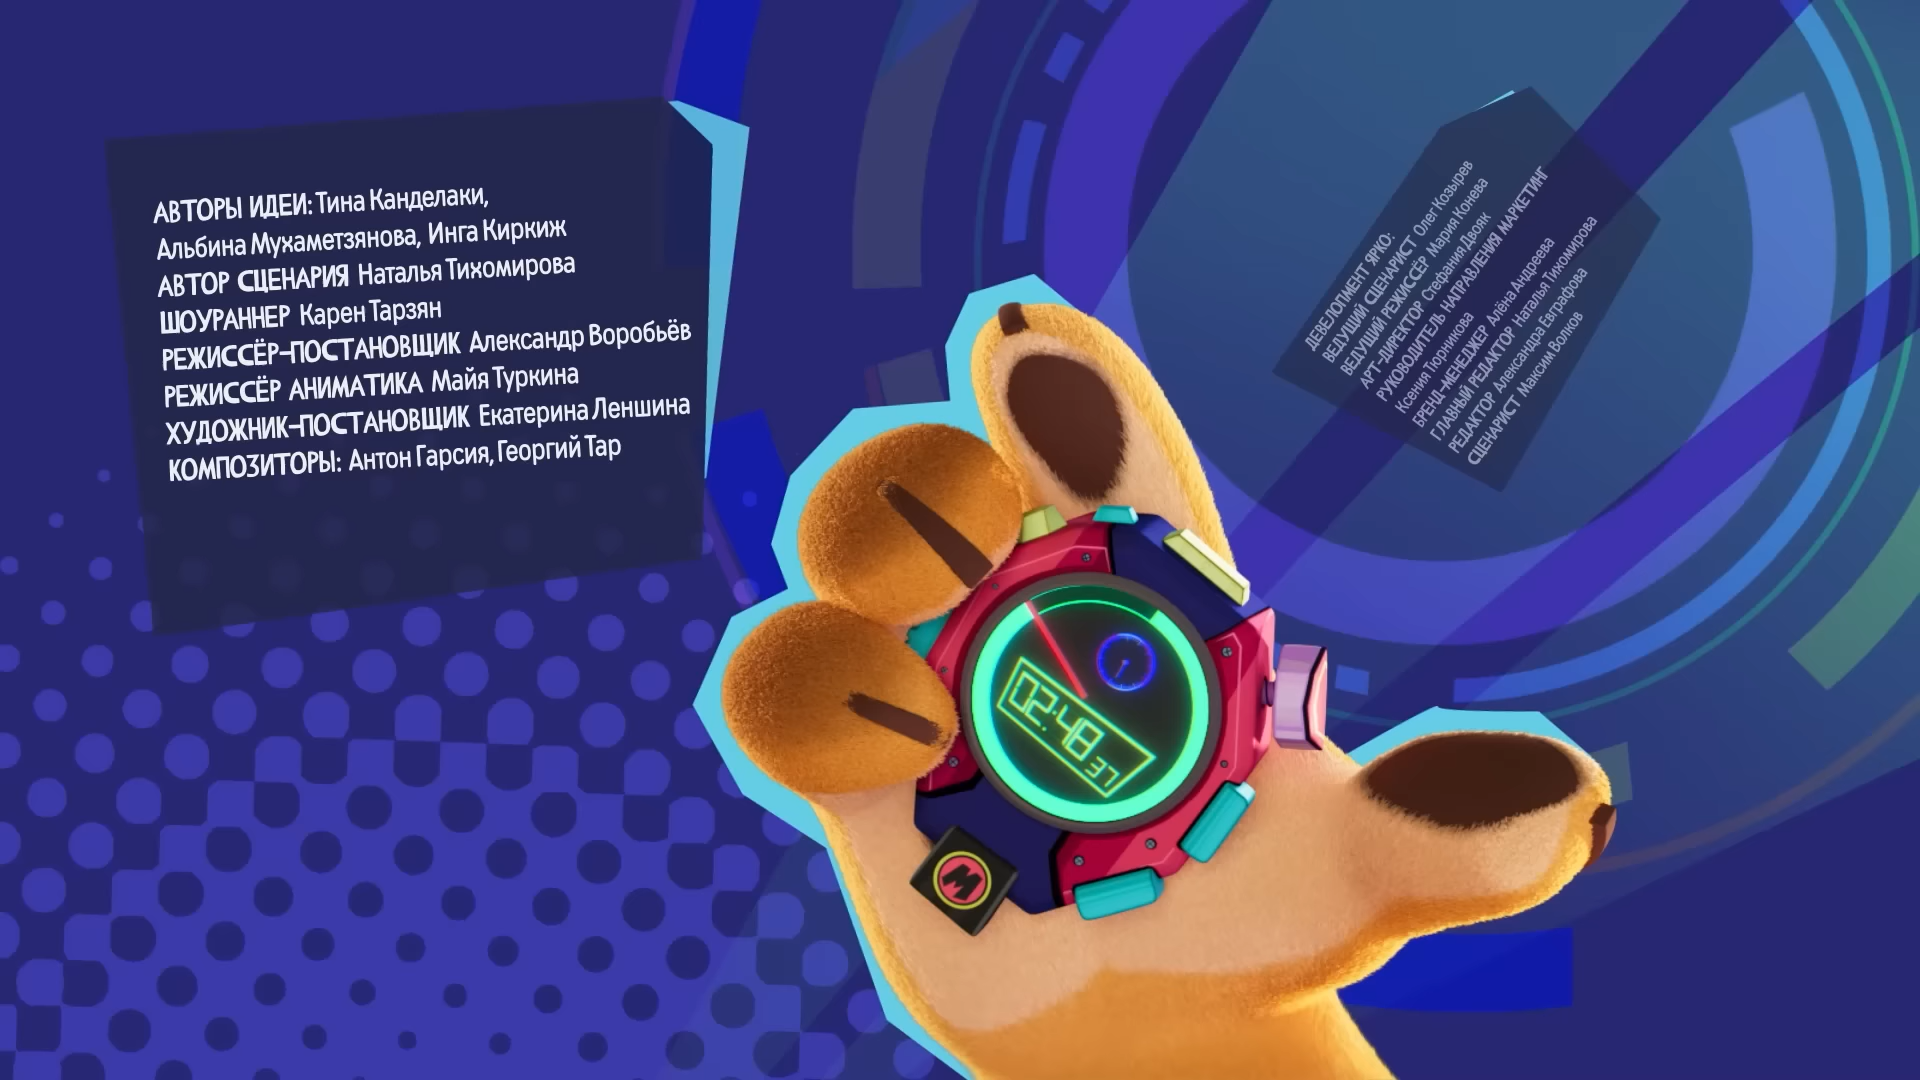 АВТОРЫ ИДЕИ: Тина Канделаки,
Альбина Мухаметзянова, Инга Киркиж
АВТОР СЦЕНАРИЯ Наталья Тихомирова
ШОУРАННЕР Карен Тарзян
РЕЖИССЁР-ПОСТАНОВЩИК Александр Воробьёв
РЕЖИССЁР АНИМАТИКА Майя Туркина
ХУДОЖНИК-ПОСТАНОВЩИК Екатерина Леншина
КОМПОЗИТОРЫ: Антон Гарсия, Георгий Тар
ДЕВЕЛОПМЕНТ ЯРКО:
ВЕДУЩИЙ СЦЕНАРИСТ Олег Козырев
ВЕДУЩИЙ РЕЖИССЁР Мария Конева
АРТ-ДИРЕКТОР Стефания Двояк
РУКОВОДИТЕЛЬ НАПРАВЛЕНИЯ МАРКЕТИНГ
Ксения Тюрникова
БРЕНД-МЕНЕДЖЕР Алёна Андреева
ГЛАВНЫЙ РЕДАКТОР Наталья Тихомирова
РЕДАКТОР Александра Евграфова
СЦЕНАРИСТ Максим Волков
02:48 37
М